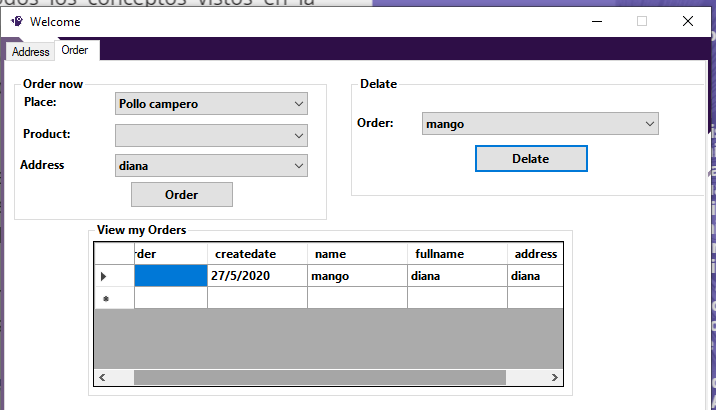 Welcome
Address Order
Order now
Place: Pollo campero
Product:
Address diana
Order
Delate
Order: mango
Delate
View my Orders
createdate name fullname address
27/5/2020 mango diana diana